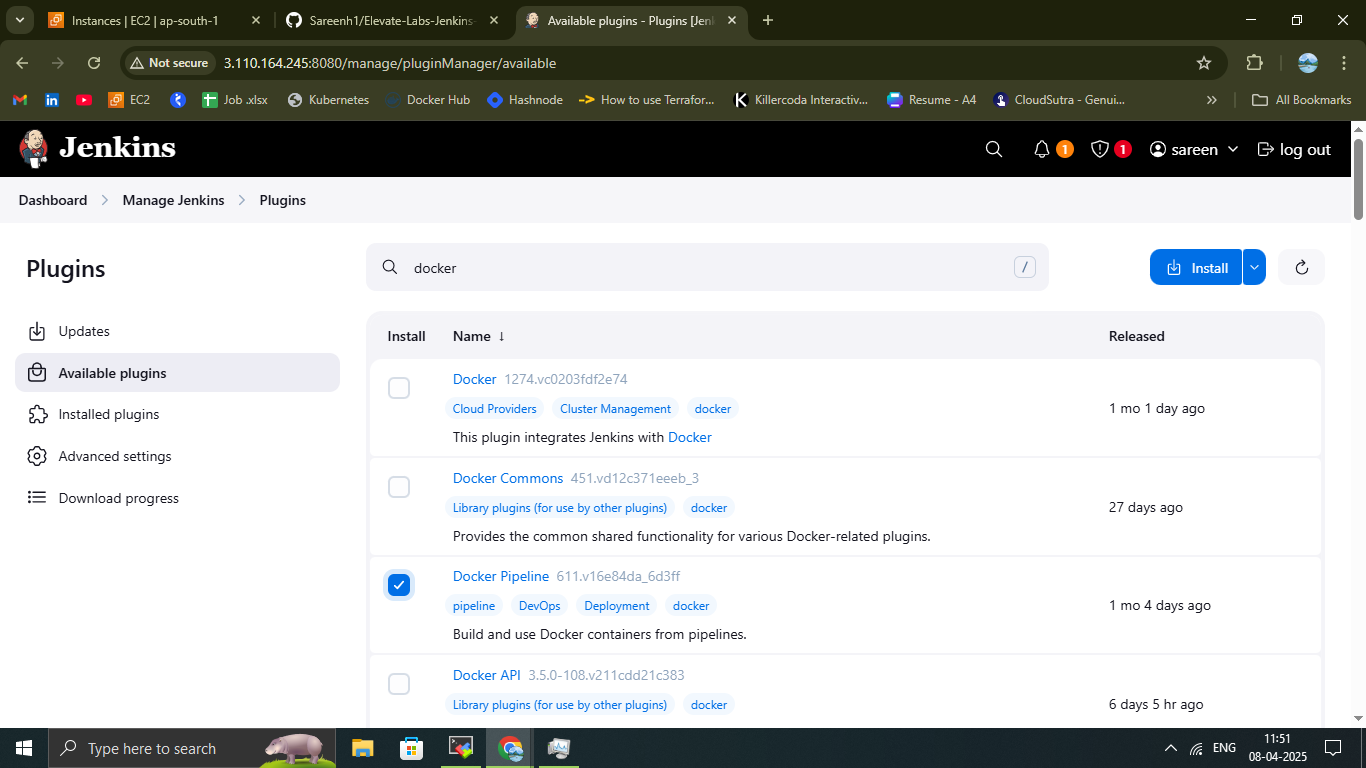 Instances | EC2 | ap-south-1
Sareenh1/Elevate-Labs-Jenkins-
Available plugins - Plugins [Jenk
Not secure
3.110.164.245:8080/manage/pluginManager/available
EC2
Job .xlsx
Kubernetes
Docker Hub
Hashnode
How to use Terrafor...
Killercoda Interactiv...
Resume - A4
CloudSutra - Genui...
All Bookmarks
Jenkins
1
1
sareen
log out
Dashboard
Manage Jenkins
Plugins
Plugins
docker
/
Install
Updates
Available plugins
Installed plugins
Advanced settings
Download progress
Install Name ↓ Released
Docker 1274.vc0203fdf2e74
Cloud Providers Cluster Management docker
1 mo 1 day ago
This plugin integrates Jenkins with Docker
Docker Commons 451.vd12c371eeeb_3
Library plugins (for use by other plugins) docker
27 days ago
Provides the common shared functionality for various Docker-related plugins.
Docker Pipeline 611.v16e84da_6d3ff
pipeline DevOps Deployment docker
1 mo 4 days ago
Build and use Docker containers from pipelines.
Docker API 3.5.0-108.v211cdd21c383
Library plugins (for use by other plugins) docker
6 days 5 hr ago
Type here to search
ENG
11:51
08-04-2025